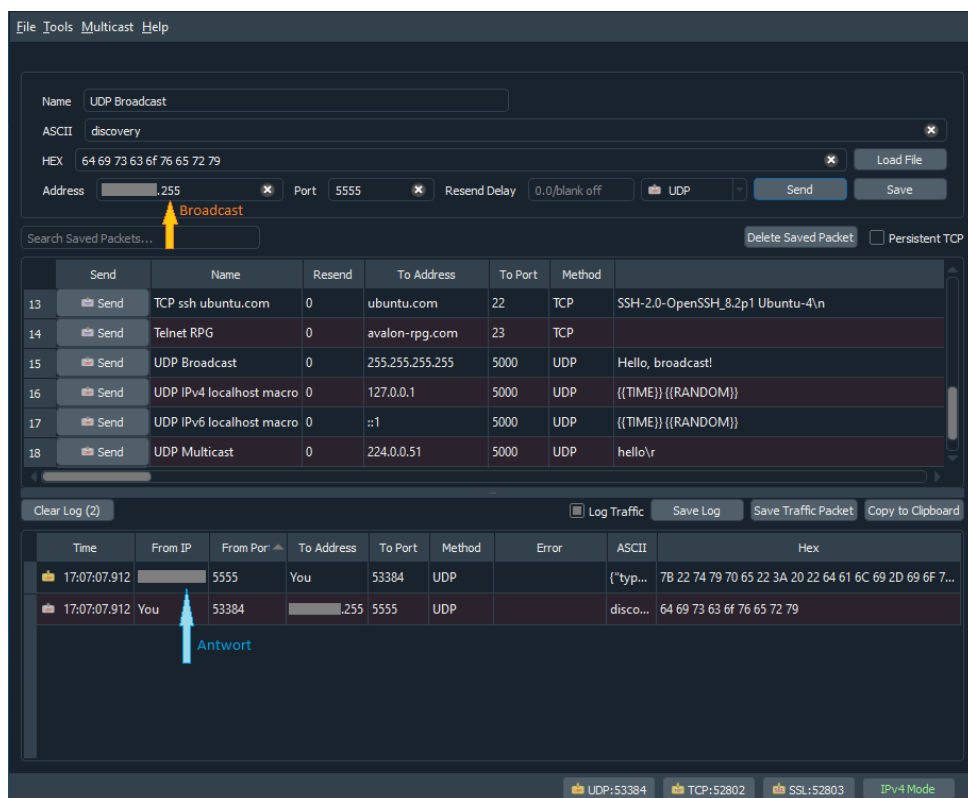 File Tools Multicast Help
Name UDP Broadcast
ASCII discovery
HEX 64 69 73 63 6f 76 65 72 79 Load File
Address .255 Port 5555 Resend Delay 0.0/blank off UDP Send Save
Broadcast
Search Saved Packets... Delete Saved Packet Persistent TCP
Send Name Resend To Address To Port Method
13 Send TCP ssh ubuntu.com 0 ubuntu.com 22 TCP SSH-2.0-OpenSSH_8.2p1 Ubuntu-4\n
14 Send Telnet RPG 0 avalon-rpg.com 23 TCP
15 Send UDP Broadcast 0 255.255.255.255 5000 UDP Hello, broadcast!
16 Send UDP IPv4 localhost macro 0 127.0.0.1 5000 UDP {{TIME}} {{RANDOM}}
17 Send UDP IPv6 localhost macro 0 ::1 5000 UDP {{TIME}} {{RANDOM}}
18 Send UDP Multicast 0 224.0.0.51 5000 UDP hello\r
Clear Log (2) Log Traffic Save Log Save Traffic Packet Copy to Clipboard
Time From IP From Por To Address To Port Method Error ASCII Hex
17:07:07.912 5555 You 53384 UDP {"typ... 7B 22 74 79 70 65 22 3A 20 22 64 61 6C 69 2D 69 6F 7...
17:07:07.912 You 53384 .255 5555 UDP disco... 64 69 73 63 6f 76 65 72 79
Antwort
UDP:53384 TCP:52802 SSL:52803 IPv4 Mode